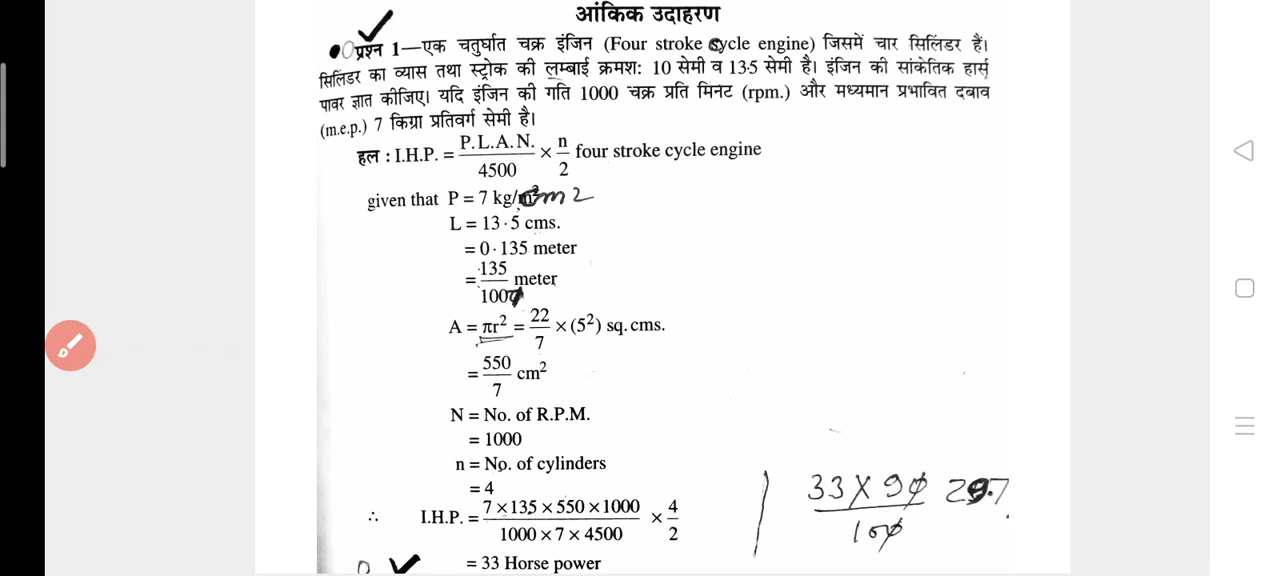 आंकिक उदाहरण
प्रश्न 1—एक चतुर्घात चक्र इंजिन (Four stroke cycle engine) जिसमें चार सिलिंडर हैं।
सिलिंडर का व्यास तथा स्ट्रोक की लम्बाई क्रमशः 10 सेमी व 13·5 सेमी है। इंजिन की सांकेतिक हार्स
पावर ज्ञात कीजिए। यदि इंजिन की गति 1000 चक्र प्रति मिनट (rpm.) और मध्यमान प्रभावित दबाव
(m.e.p.) 7 किग्रा प्रतिवर्ग सेमी है।
हल : I.H.P. = P.L.A.N. / 4500 × n / 2 four stroke cycle engine
given that P = 7 kg/cm2
L = 13·5 cms.
= 0·135 meter
= 135 / 1000 meter
A = πr² = 22 / 7 × (5²) sq.cms.
= 550 / 7 cm²
N = No. of R.P.M.
= 1000
n = No. of cylinders
= 4
∴ I.H.P. = 7 × 135 × 550 × 1000 / 1000 × 7 × 4500 × 4 / 2
= 33 Horse power
33 X 90 / 100 29.7